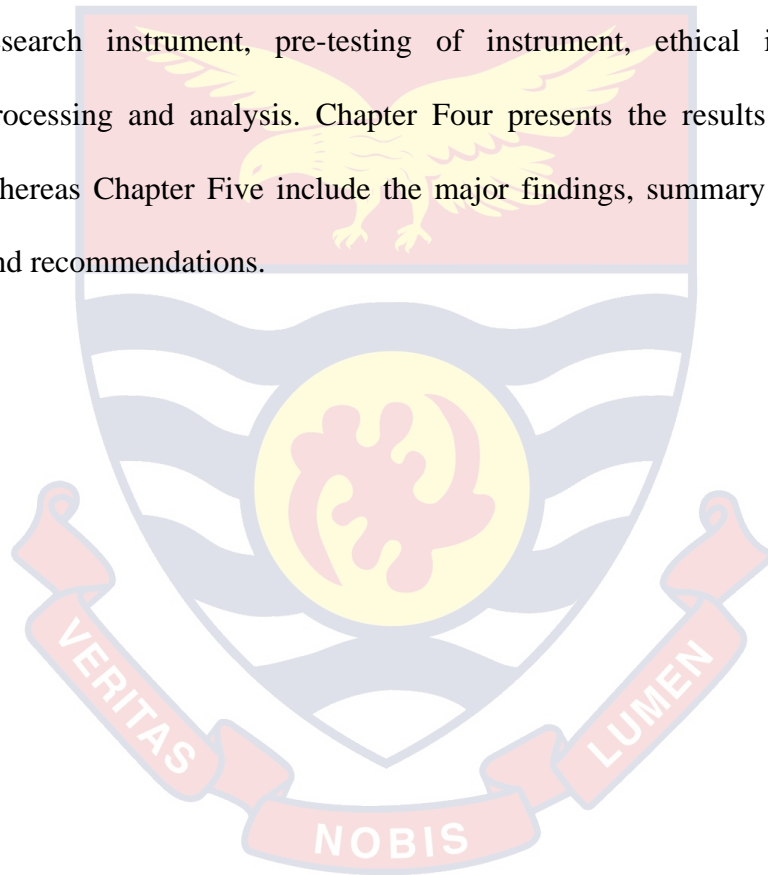 search instrument, pre-testing of instrument, ethical
rocessing and analysis. Chapter Four presents the results
hereas Chapter Five include the major findings, summary
nd recommendations.
VERITAS
NOBIS
LUMEN